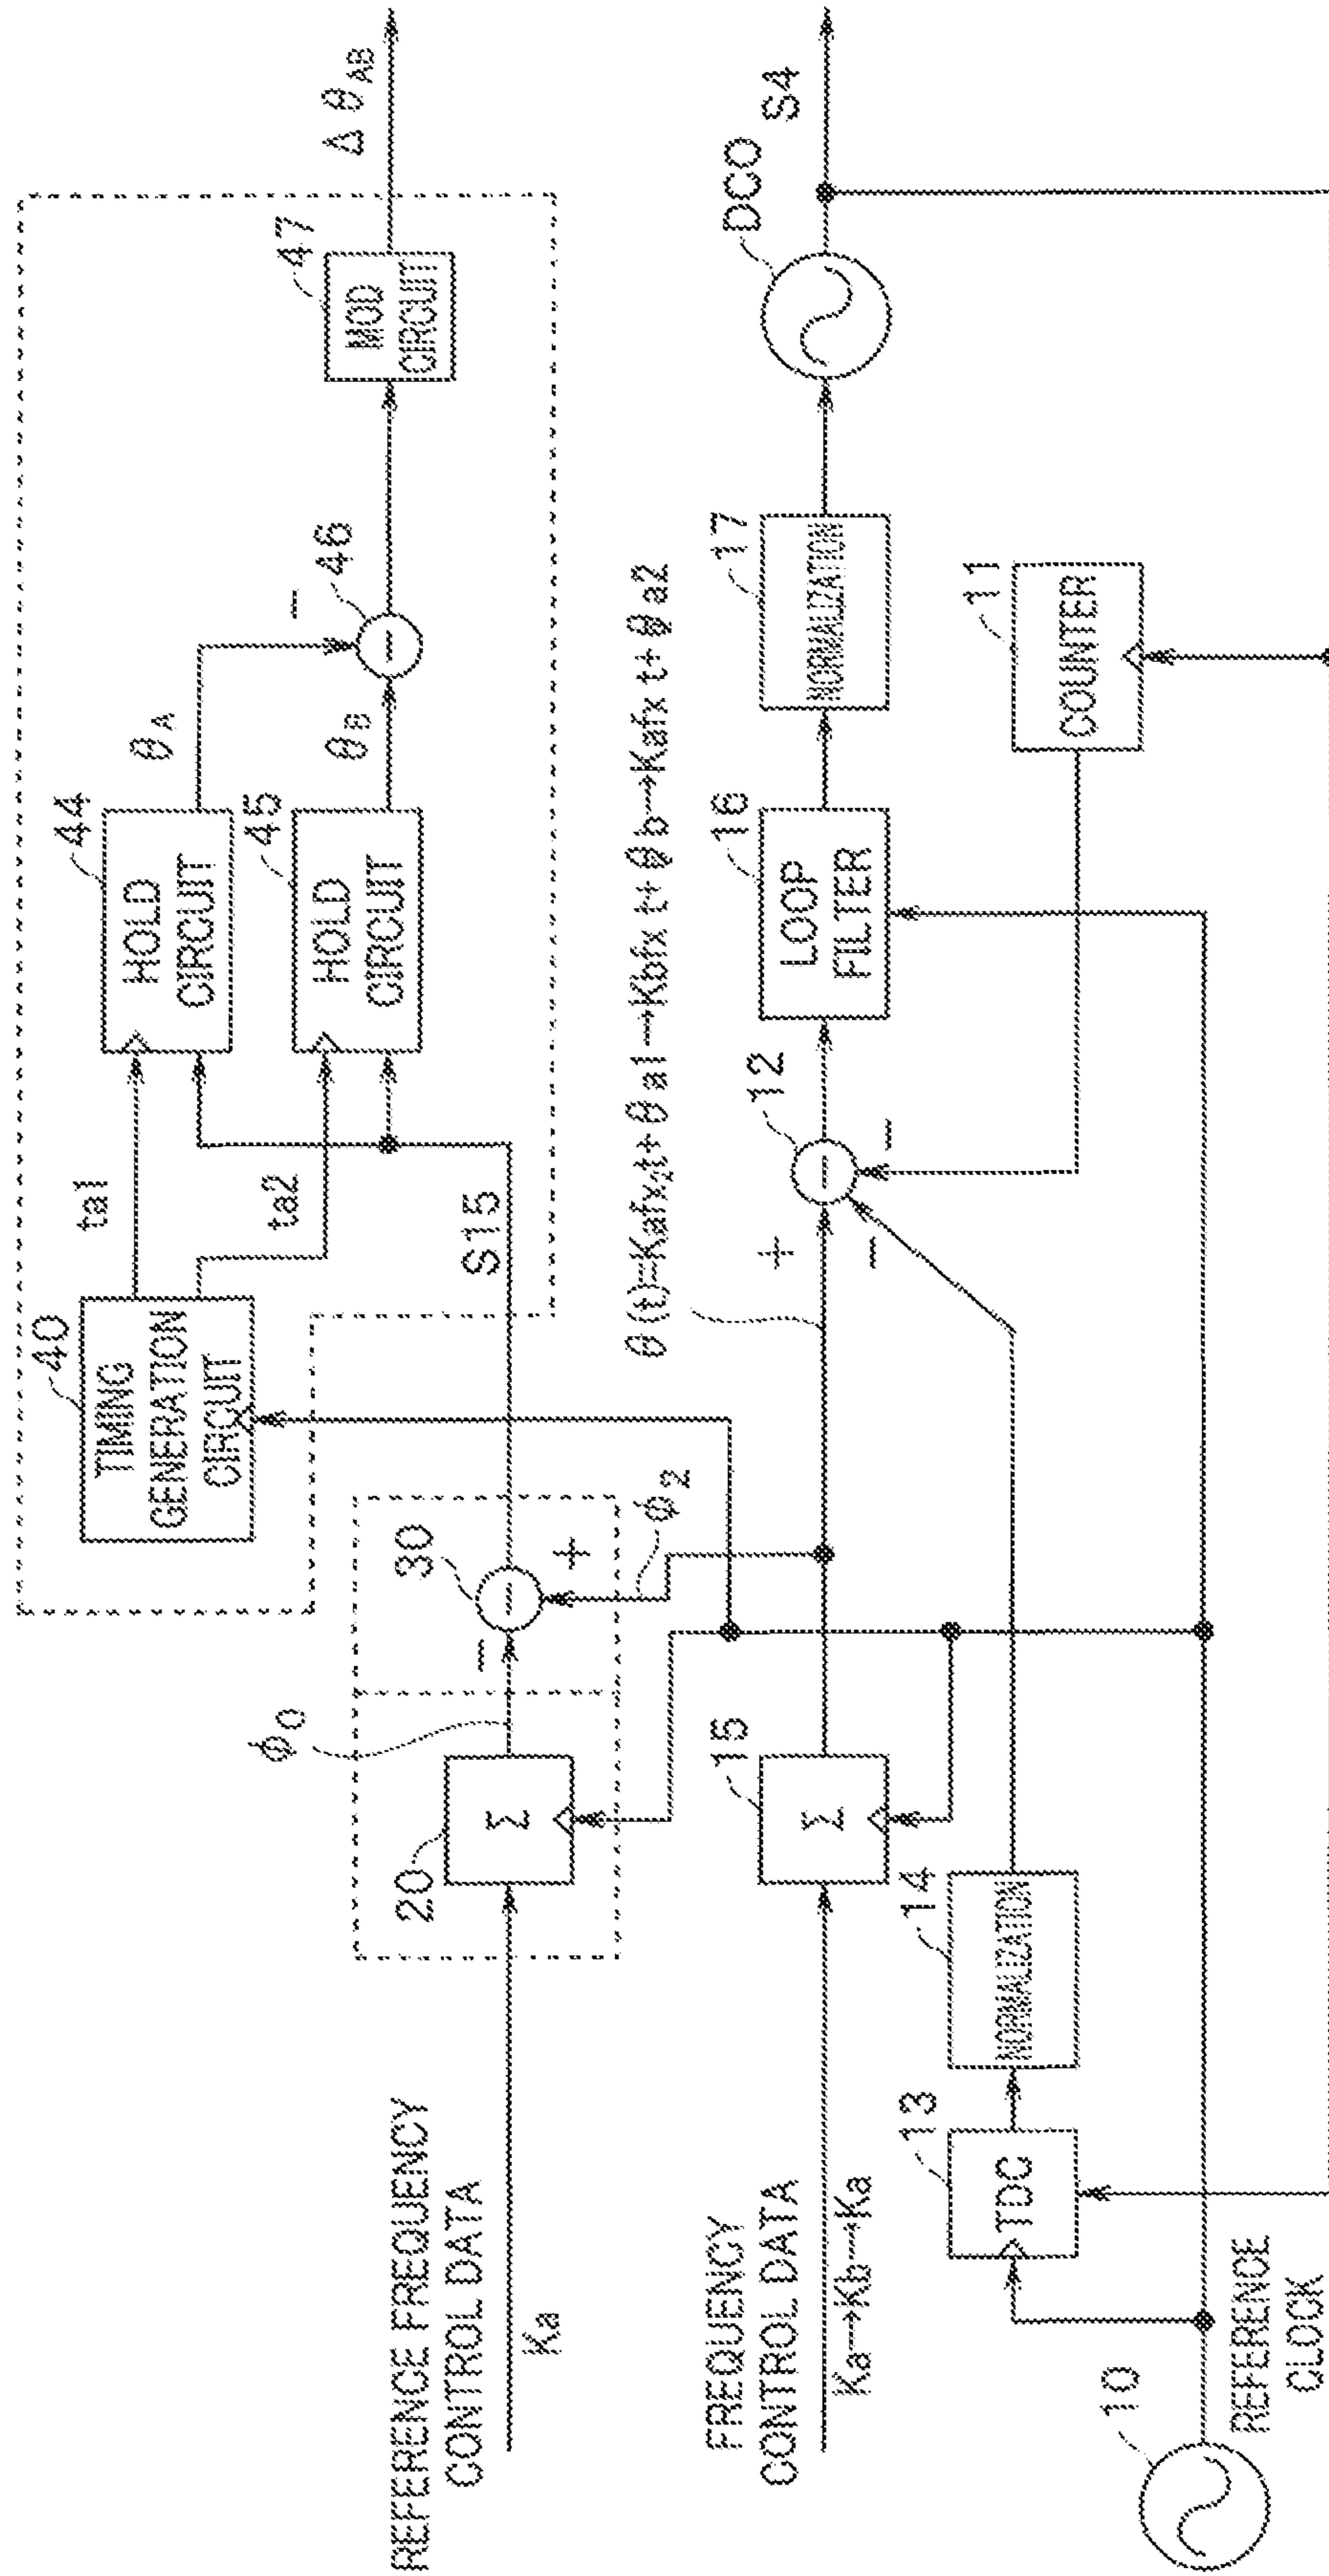 REFERENCE FREQUENCY
CONTROL DATA
Ka
20
Σ
ϕ0
30
−
+
ϕ2
S15
40
TIMING
GENERATION
CIRCUIT
ta1
ta2
44
HOLD
CIRCUIT
45
HOLD
CIRCUIT
θA
θB
−
46
−
47
MOD
CIRCUIT
Δ θAB
FREQUENCY
CONTROL DATA
Ka→Kb→Ka
15
Σ
θ(t)=Kafx t+θa1→Kbfx t+θb→Kafx t+θa2
+
−
−
12
−
16
LOOP
FILTER
17
NORMALIZATION
DCO
S4
13
TDC
14
NORMALIZATION
11
COUNTER
10
REFERENCE
CLOCK